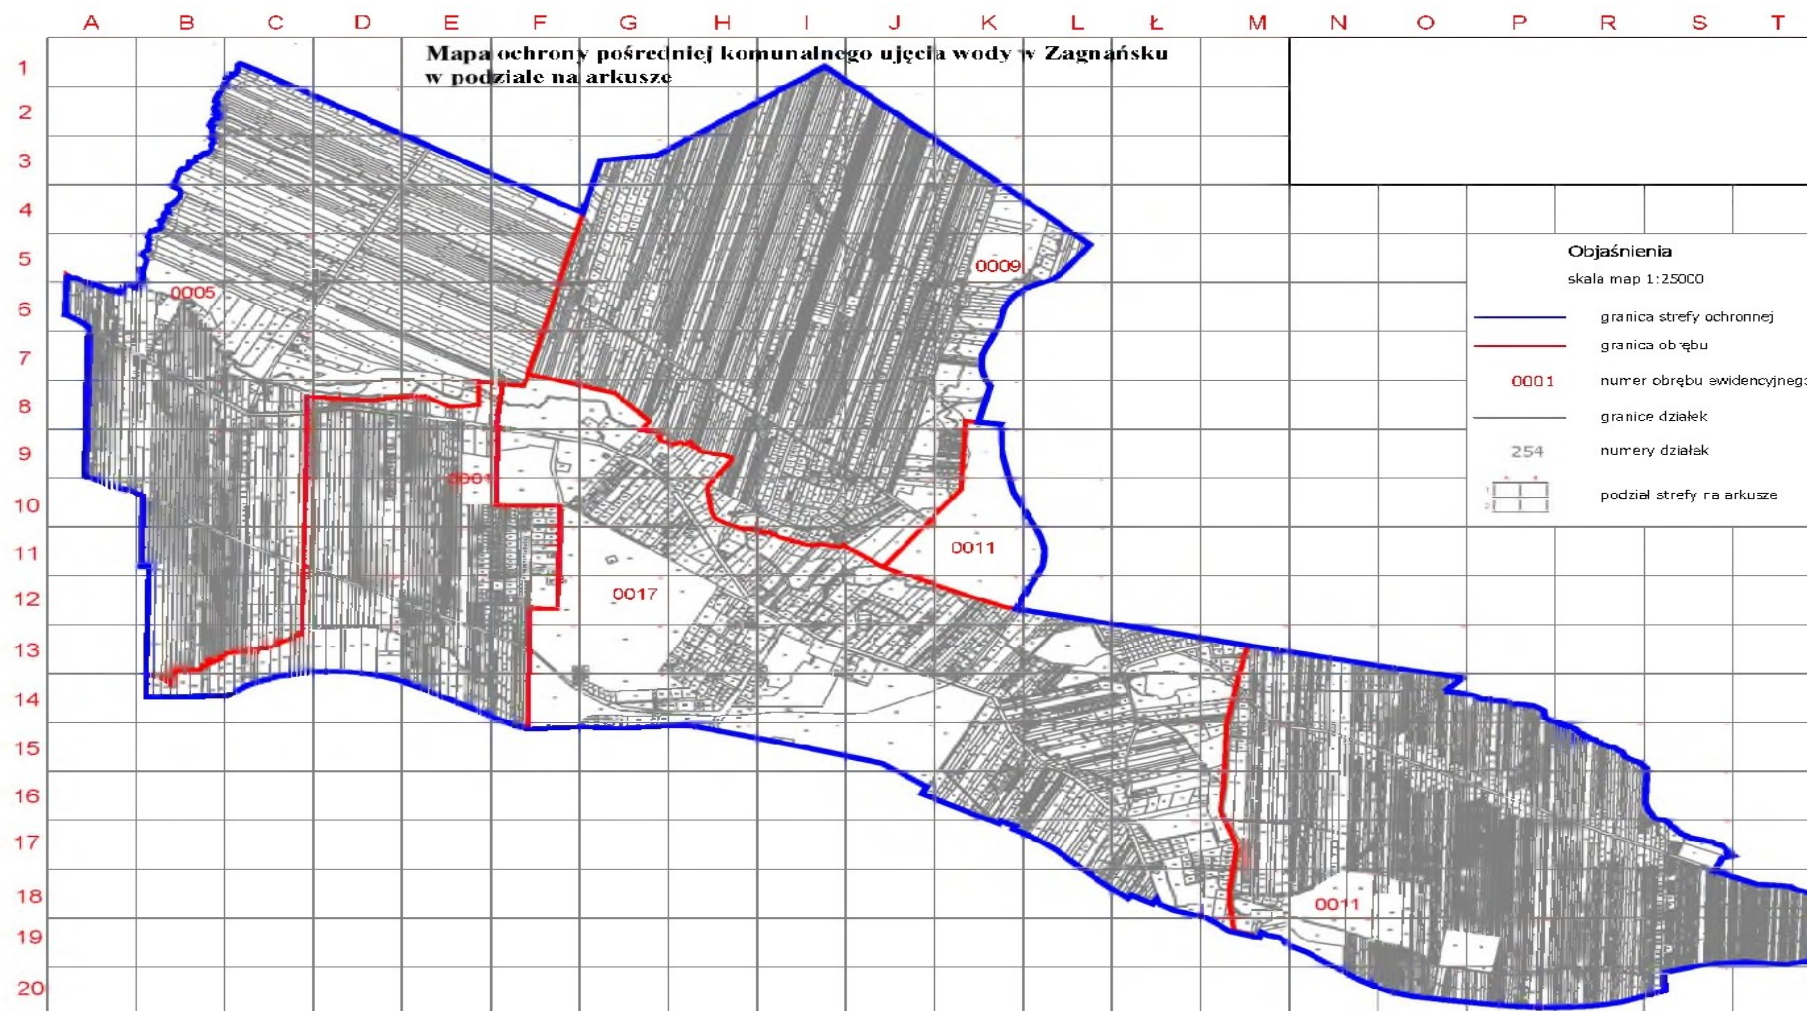 A B C D E F G H I J K L Ł M N O P R S T
Mapa ochrony pośredniej komunalnego ujęcia wody w Zagnańsku
w podziale na arkusze
1
2
3
4
5
6
7
8
9
10
11
12
13
14
15
16
17
18
19
20
0009
0005
0001
0011
0017
0011
Objaśnienia
skala map 1:25000
granica strefy ochronnej
granica obrębu
0001 numer obrębu ewidencyjnego
granice działek
254 numery działek
podział strefy na arkusze